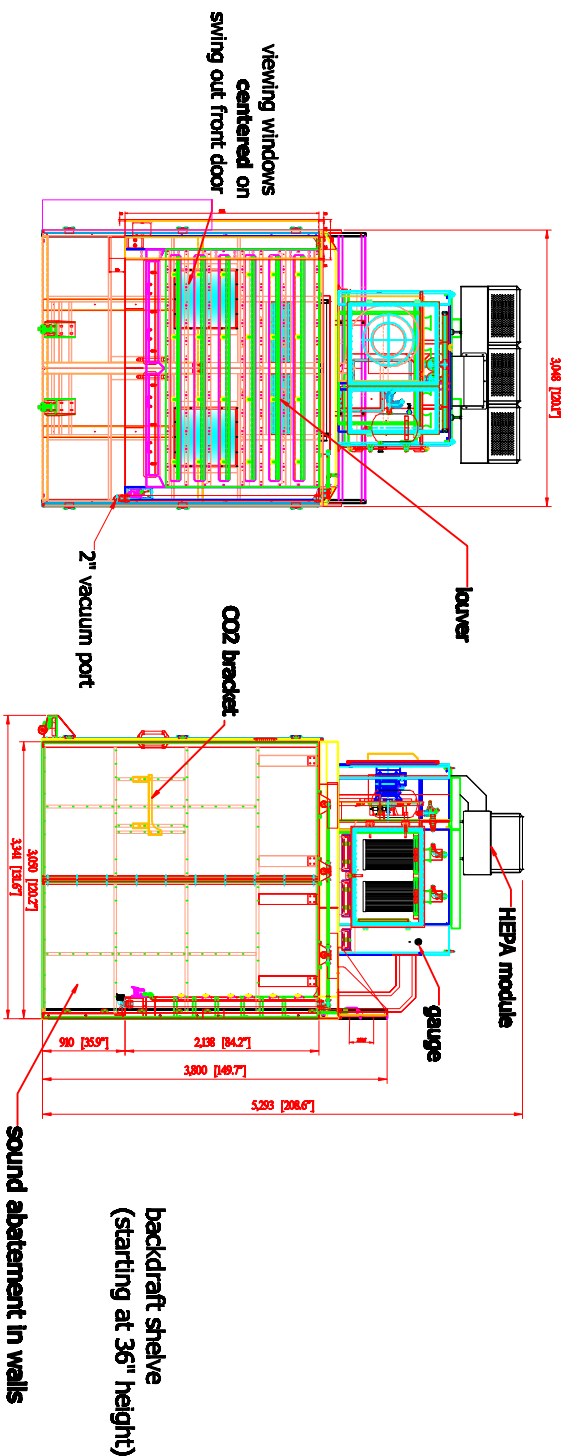 viewing windows
centered on
swing out front door
3,048 [120.1"]
louver
2" vacuum port
CO2 bracket
HEPA module
gauge
3,050 [120.2"]
3,341 [131.6"]
910 [35.9"]
2,138 [84.2"]
3,800 [149.7"]
5,293 [208.6"]
sound abatement in walls
backdraft shelve
(starting at 36" height)